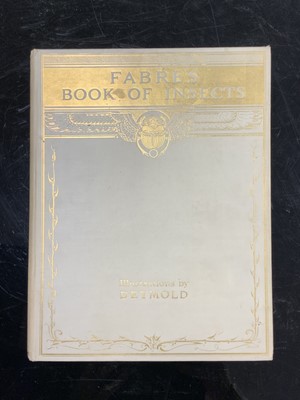 FABRE'S
BOOK OF INSECTS
Illustrations by
DETMOLD